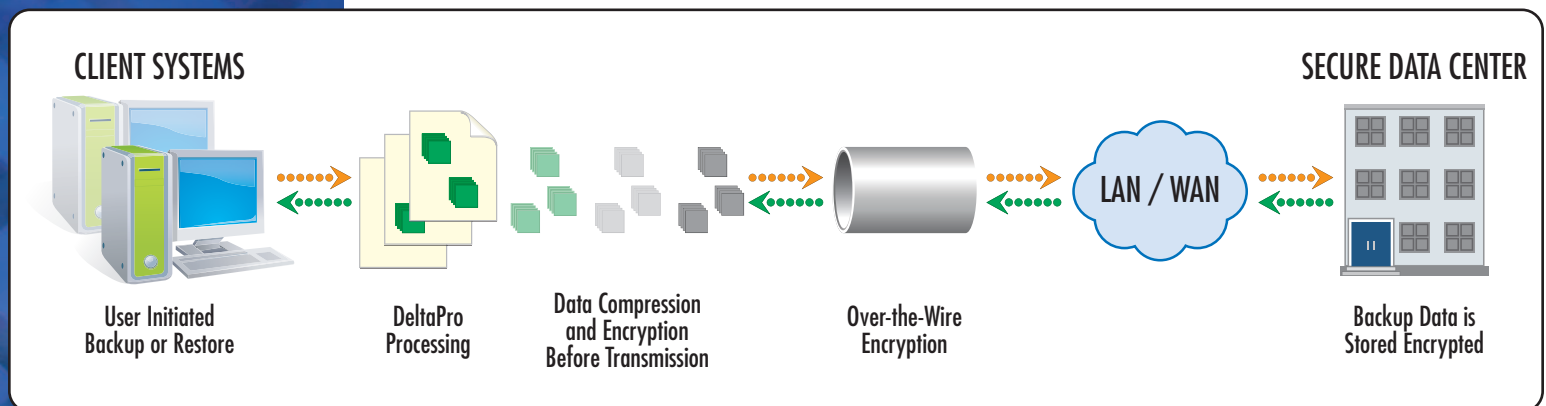 CLIENT SYSTEMS
SECURE DATA CENTER
LAN / WAN
User Initiated
Backup or Restore
DeltaPro
Processing
Data Compression
and Encryption
Before Transmission
Over-the-Wire
Encryption
Backup Data is
Stored Encrypted